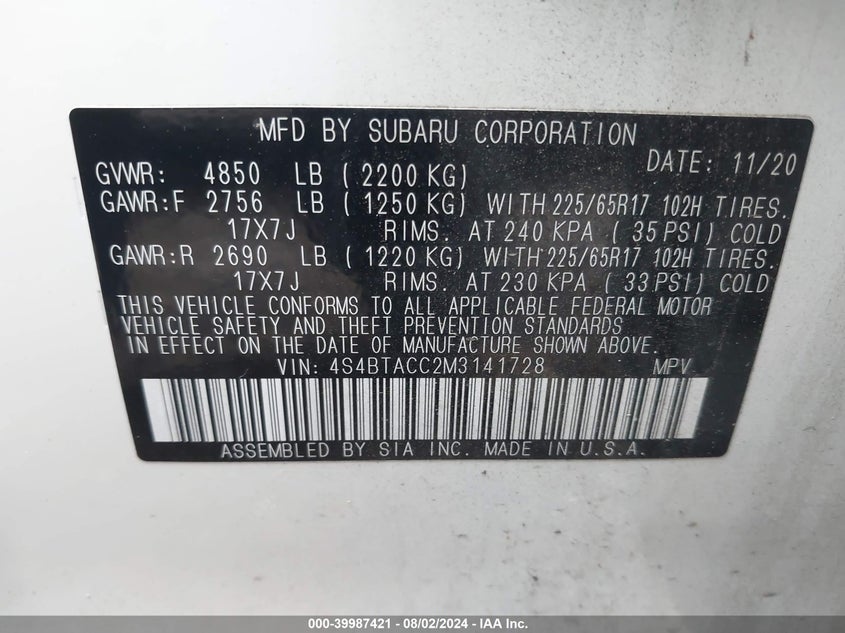 MFD BY SUBARU CORPORATION
DATE: 11/20
GVWR: 4850 LB ( 2200 KG)
GAWR:F 2756 LB ( 1250 KG) WITH 225/65R17 102H TIRES.
17X7J RIMS. AT 240 KPA ( 35 PSI) COLD
GAWR:R 2690 LB ( 1220 KG) WITH 225/65R17 102H TIRES.
17X7J RIMS. AT 230 KPA ( 33 PSI) COLD
THIS VEHICLE CONFORMS TO ALL APPLICABLE FEDERAL MOTOR
VEHICLE SAFETY AND THEFT PREVENTION STANDARDS
IN EFFECT ON THE DATE OF MANUFACTURE SHOWN ABOVE.
VIN: 4S4BTACC2M3141728 MPV
ASSEMBLED BY SIA INC. MADE IN U.S.A.
000-39987421 - 08/02/2024 - IAA Inc.